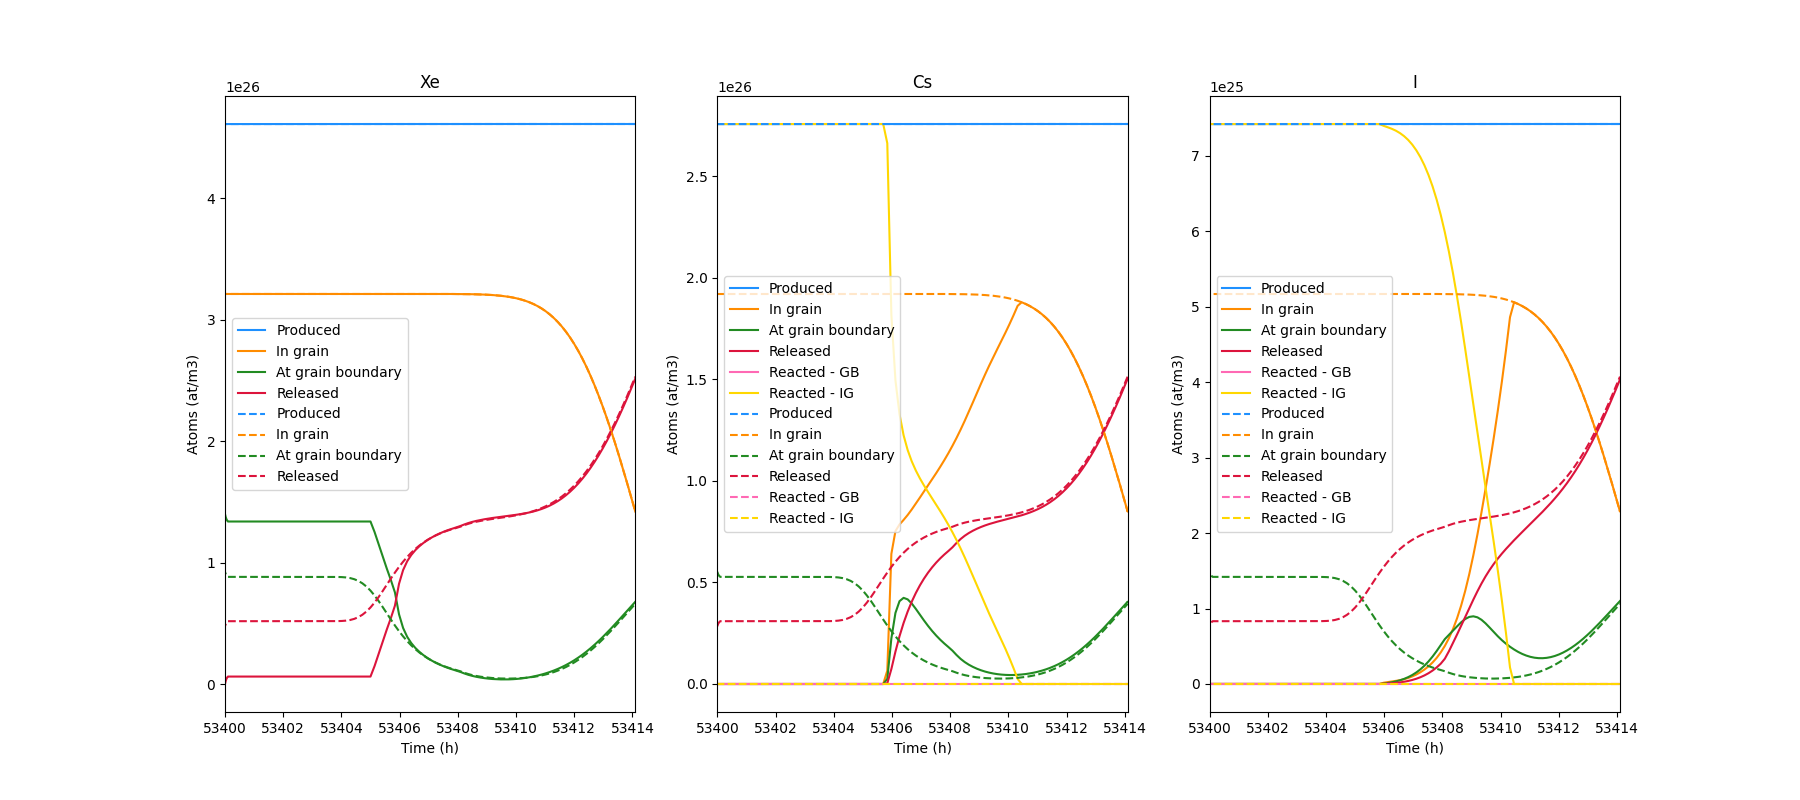 Xe
1e26
4
3
2
1
0
Atoms (at/m3)
Produced
In grain
At grain boundary
Released
Produced
In grain
At grain boundary
Released
53400 53402 53404 53406 53408 53410 53412 53414
Time (h)
Cs
1e26
2.5
2.0
1.5
1.0
0.5
0.0
Atoms (at/m3)
Produced
In grain
At grain boundary
Released
Reacted - GB
Reacted - IG
Produced
In grain
At grain boundary
Released
Reacted - GB
Reacted - IG
53400 53402 53404 53406 53408 53410 53412 53414
Time (h)
I
1e25
7
6
5
4
3
2
1
0
Atoms (at/m3)
Produced
In grain
At grain boundary
Released
Reacted - GB
Reacted - IG
Produced
In grain
At grain boundary
Released
Reacted - GB
Reacted - IG
53400 53402 53404 53406 53408 53410 53412 53414
Time (h)